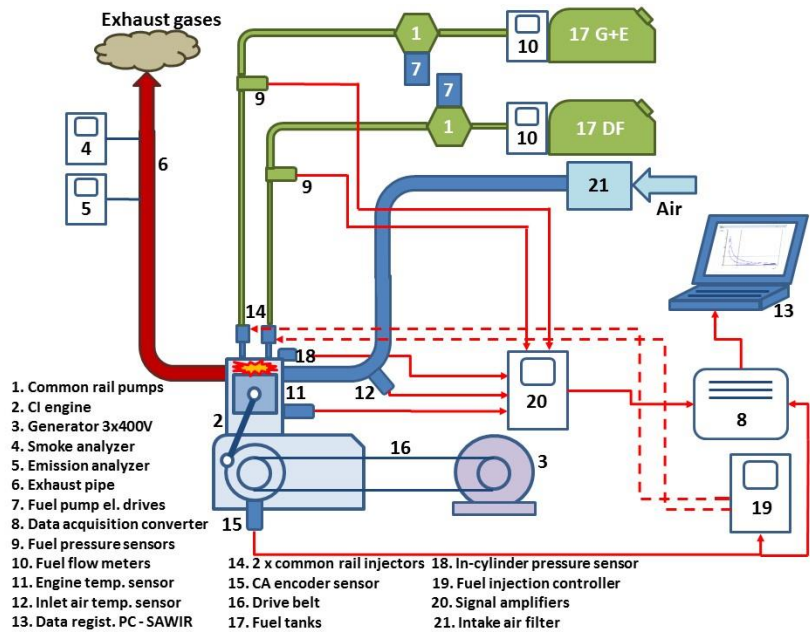 Exhaust gases
1
10
17 G+E
7
9
7
1
10
17 DF
4
6
9
21
Air
5
13
14
18
11
12
20
8
2
16
3
19
15
1. Common rail pumps
2. CI engine
3. Generator 3x400V
4. Smoke analyzer
5. Emission analyzer
6. Exhaust pipe
7. Fuel pump el. drives
8. Data acquisition converter
9. Fuel pressure sensors
10. Fuel flow meters
11. Engine temp. sensor
12. Inlet air temp. sensor
13. Data regist. PC - SAWIR
14. 2 x common rail injectors
15. CA encoder sensor
16. Drive belt
17. Fuel tanks
18. In-cylinder pressure sensor
19. Fuel injection controller
20. Signal amplifiers
21. Intake air filter